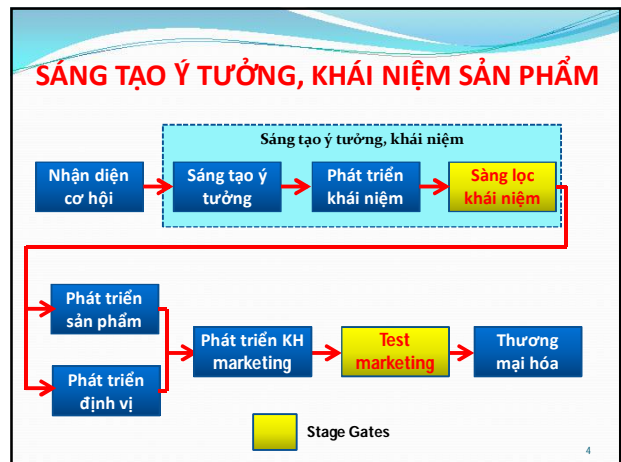 SÁNG TẠO Ý TƯỞNG, KHÁI NIỆM SẢN PHẨM
Sáng tạo ý tưởng, khái niệm
Nhận diện
cơ hội
Sáng tạo ý
tưởng
Phát triển
khái niệm
Sàng lọc
khái niệm
Phát triển
sản phẩm
Phát triển
định vị
Phát triển KH
marketing
Test
marketing
Thương
mại hóa
Stage Gates
4